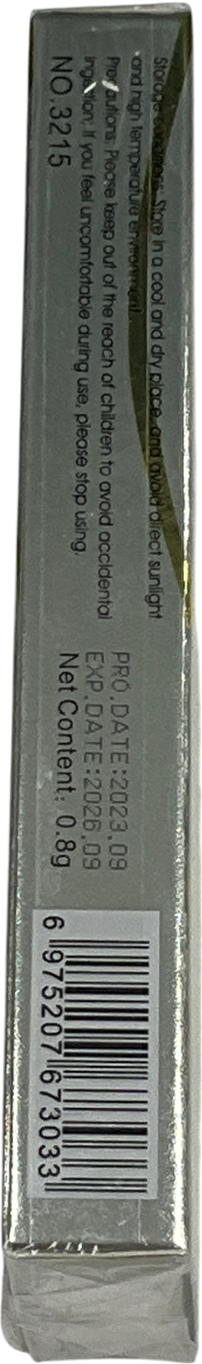 Storage conditions: Store in a cool and dry place, and avoid direct sunlight
and high temperature environment.
Precautions: Please keep out of the reach of children to avoid accidental
ingestion; If you feel uncomfortable during use, please stop using.
NO.3215
PRO.DATE:2023.09
EXP.DATE:2026.09
Net Content: 0.8g
6 975207 673033